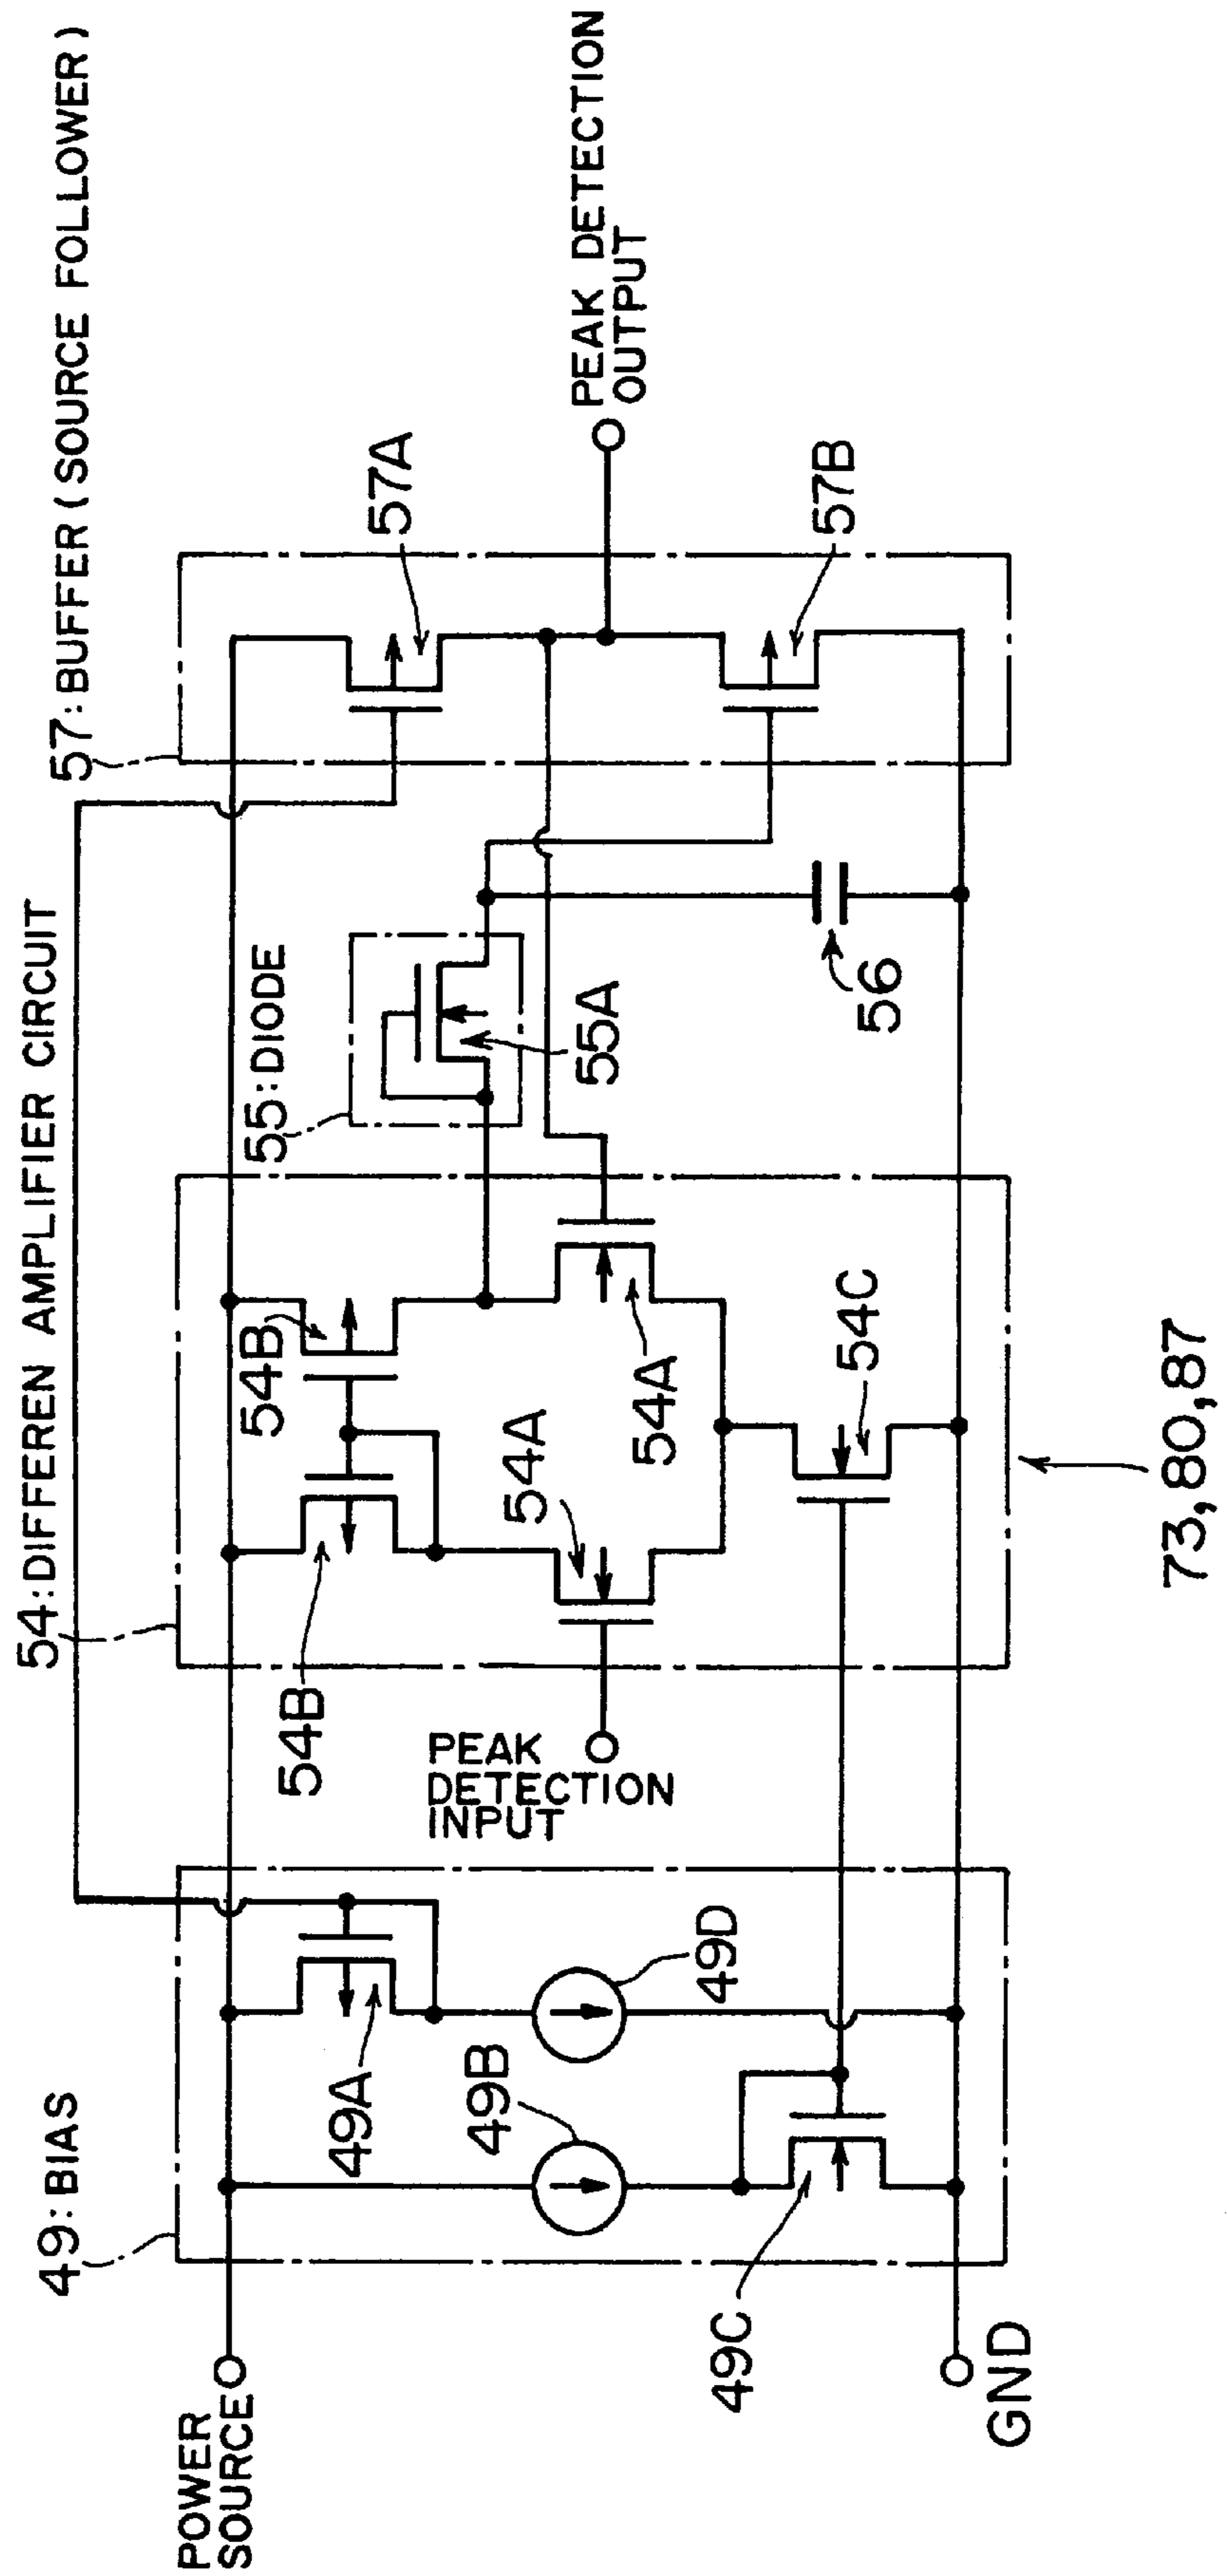 49:BIAS
54:DIFFEREN AMPLIFIER CIRCUIT
57:BUFFER(SOURCE FOLLOWER)
55:DIODE
POWER
SOURCE
GND
49A
49B
49C
49D
PEAK
DETECTION
INPUT
54B
54B
54A
54A
54C
55A
56
57A
57B
PEAK DETECTION
OUTPUT
73,80,87